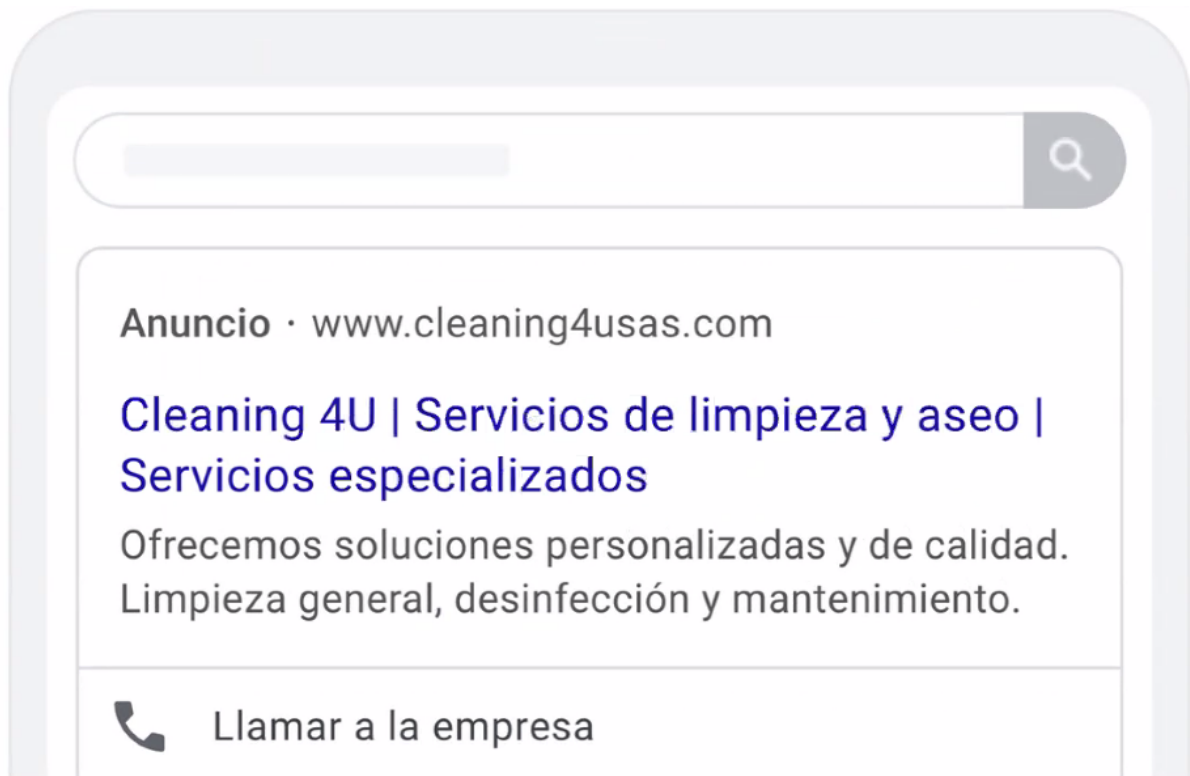 Anuncio · www.cleaning4usas.com
Cleaning 4U | Servicios de limpieza y aseo |
Servicios especializados
Ofrecemos soluciones personalizadas y de calidad.
Limpieza general, desinfección y mantenimiento.
Llamar a la empresa